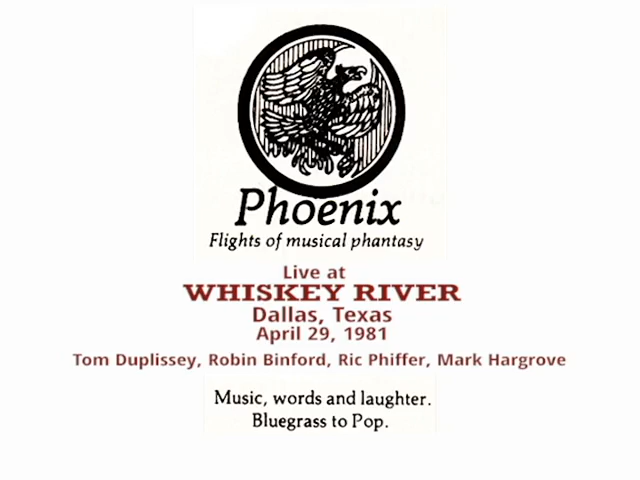 Phoenix
Flights of musical phantasy
Live at
WHISKEY RIVER
Dallas, Texas
April 29, 1981
Tom Duplissey, Robin Binford, Ric Phiffer, Mark Hargrove
Music, words and laughter.
Bluegrass to Pop.